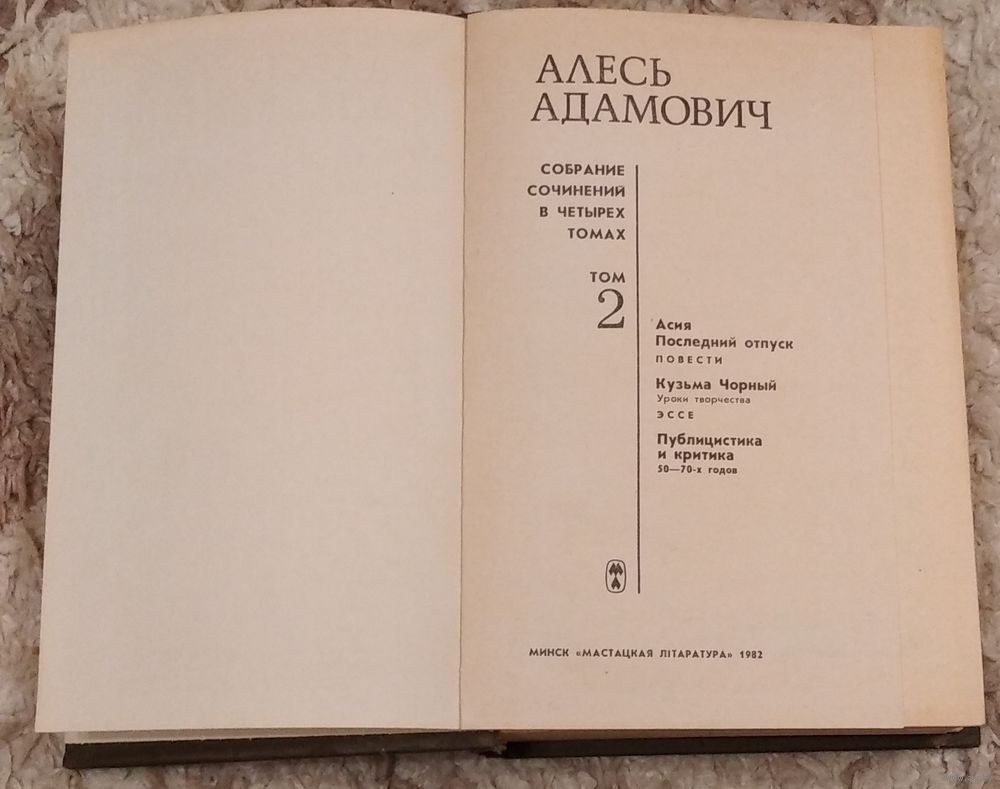 АЛЕСЬ
АДАМОВИЧ
СОБРАНИЕ
СОЧИНЕНИЙ
В ЧЕТЫРЕХ
ТОМАХ
ТОМ
2
Асия
Последний отпуск
ПОВЕСТИ
Кузьма Чорный
Уроки творчества
ЭССЕ
Публицистика
и критика
50—70-х годов
МИНСК «МАСТАЦКАЯ ЛІТАРАТУРА» 1982